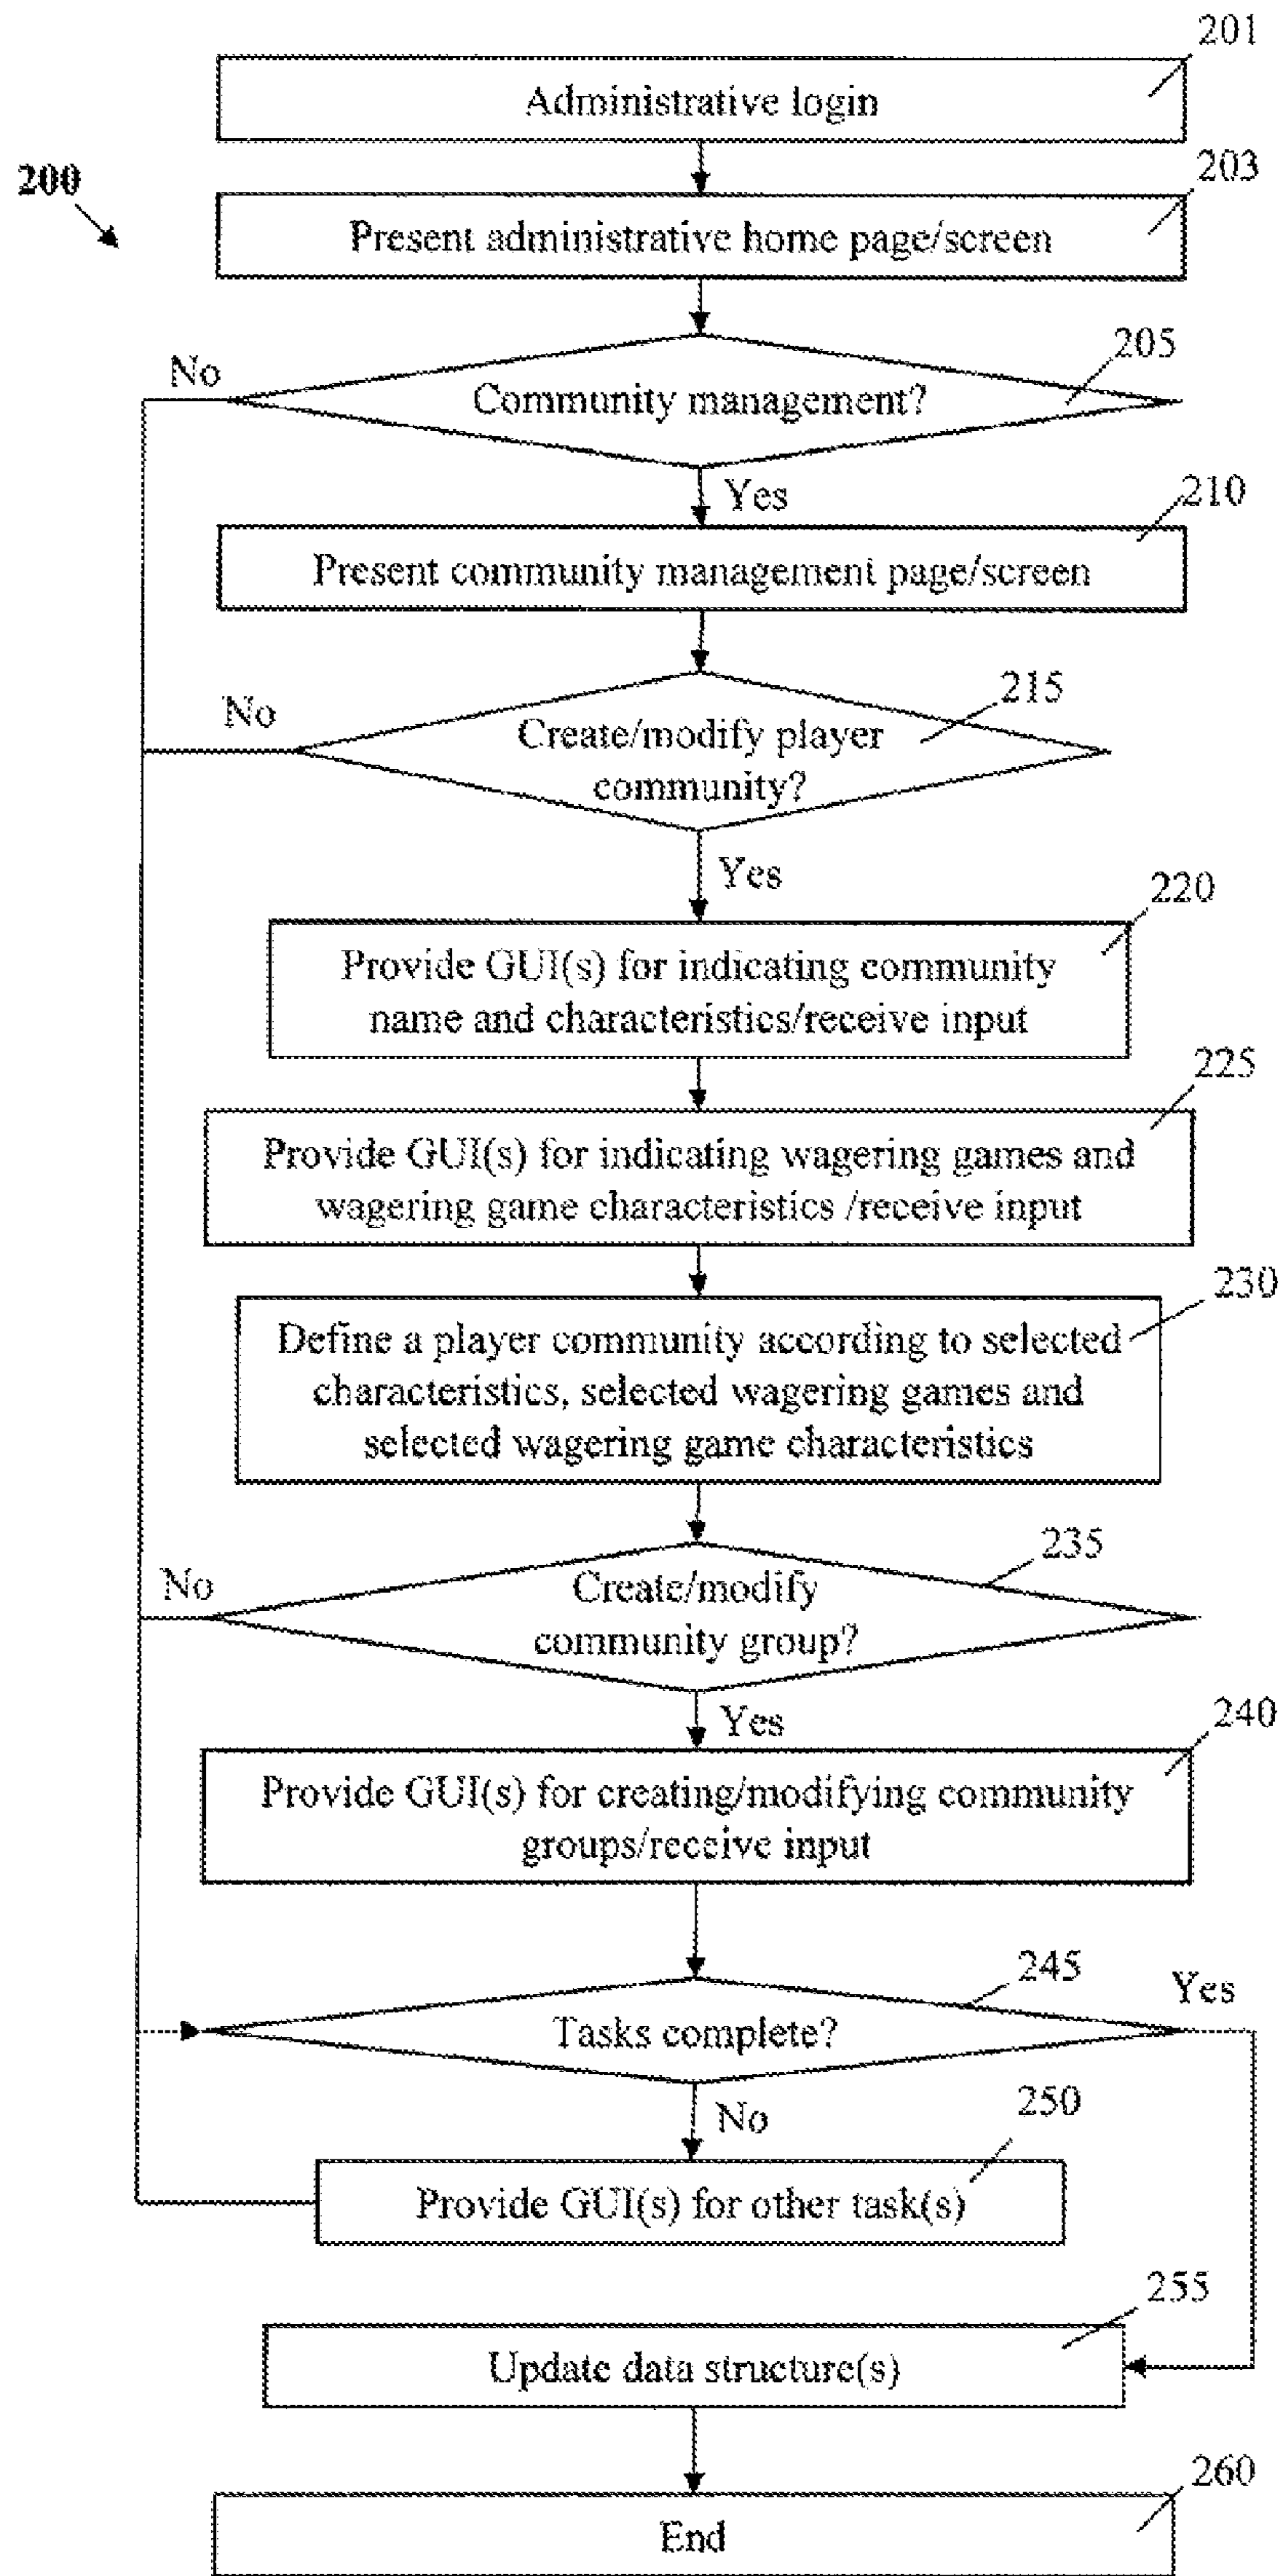 201
Administrative login
200
203
Present administrative home page/screen
205
No
Community management?
Yes
210
Present community management page/screen
215
No
Create/modify player
community?
Yes
220
Provide GUI(s) for indicating community
name and characteristics/receive input
225
Provide GUI(s) for indicating wagering games and
wagering game characteristics /receive input
230
Define a player community according to selected
characteristics, selected wagering games and
selected wagering game characteristics
235
No
Create/modify
community group?
Yes
240
Provide GUI(s) for creating/modifying community
groups/receive input
245
Yes
Tasks complete?
No
250
Provide GUI(s) for other task(s)
255
Update data structure(s)
260
End